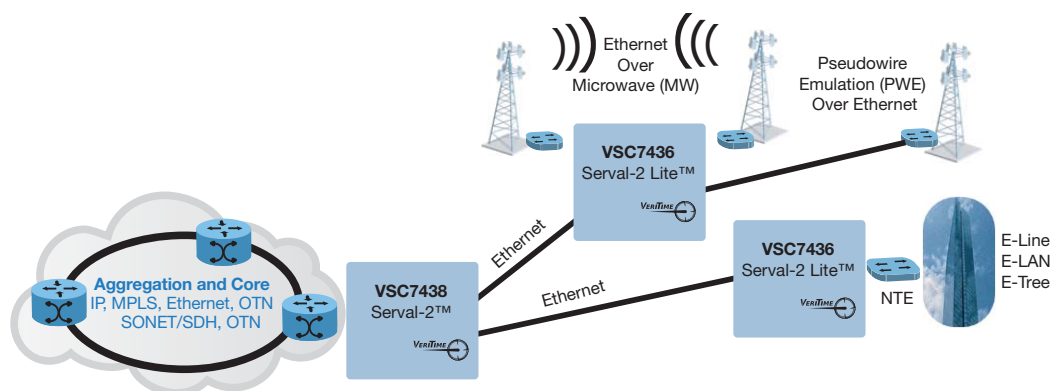 Ethernet
Over
Microwave (MW)
Pseudowire
Emulation (PWE)
Over Ethernet
VSC7436
Serval-2 Lite™
VERITIME
Ethernet
VSC7436
Serval-2 Lite™
VERITIME
NTE
E-Line
E-LAN
E-Tree
Aggregation and Core
IP, MPLS, Ethernet, OTN
SONET/SDH, OTN
VSC7438
Serval-2™
VERITIME
Ethernet